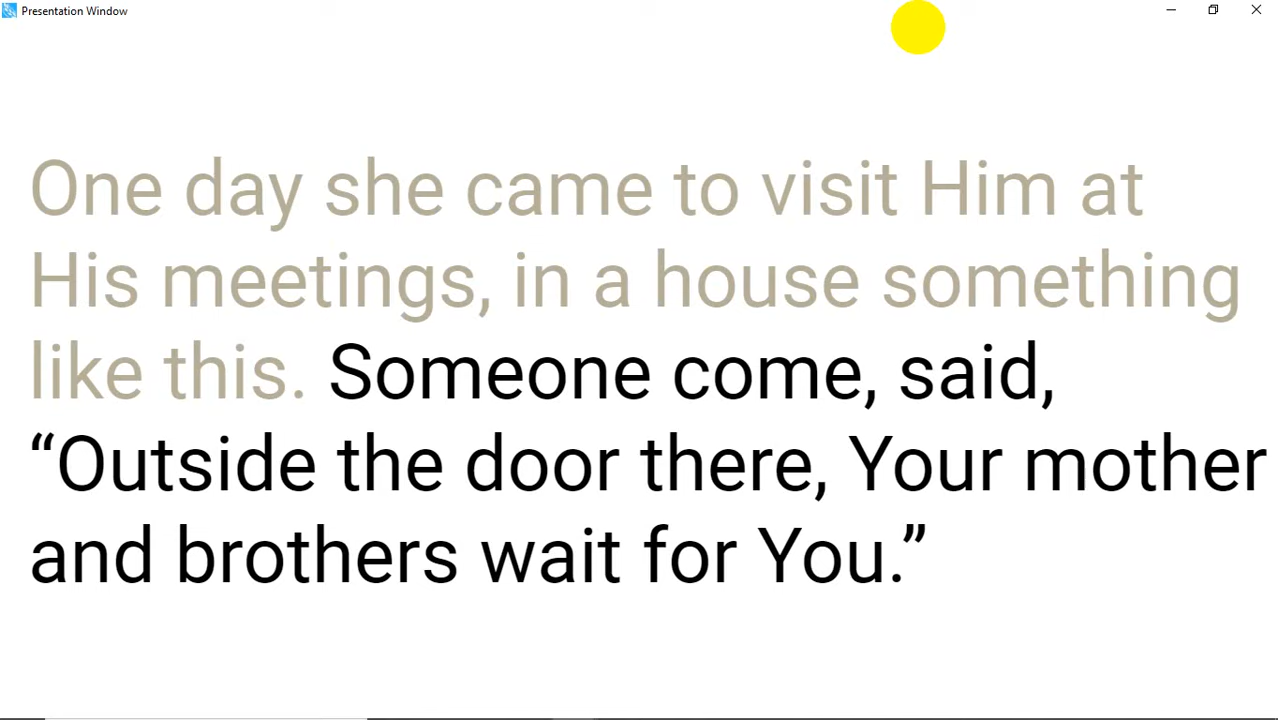 Presentation Window
One day she came to visit Him at
His meetings, in a house something
like this. Someone come, said,
“Outside the door there, Your mother
and brothers wait for You.”